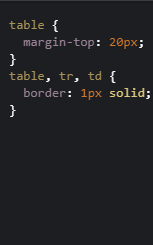 table {
  margin-top: 20px;
}
table, tr, td {
  border: 1px solid;
}